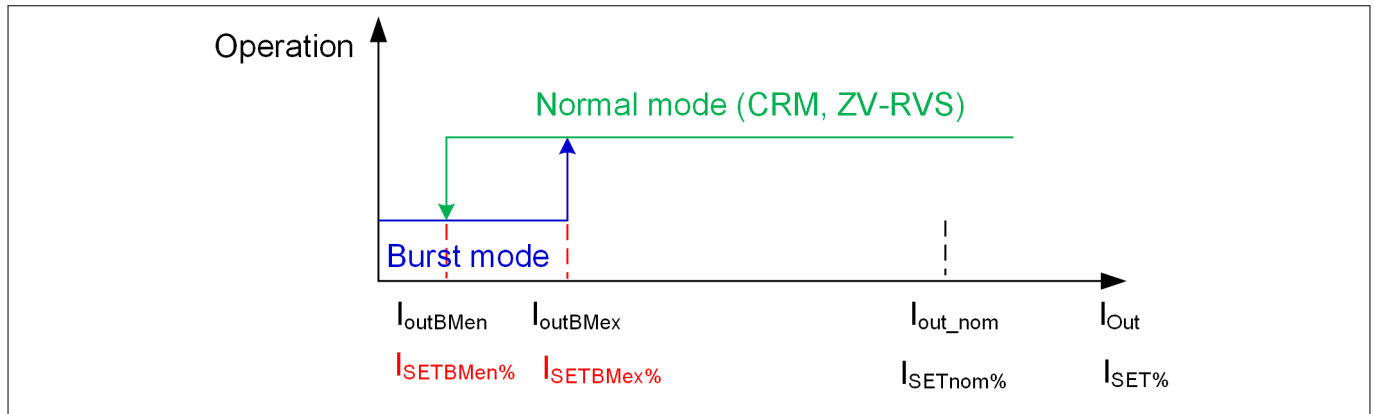 Operation
Normal mode (CRM, ZV-RVS)
Burst mode
IoutBMen IoutBMex Iout_nom IOut
ISETBMen% ISETBMex% ISETnom% ISET%